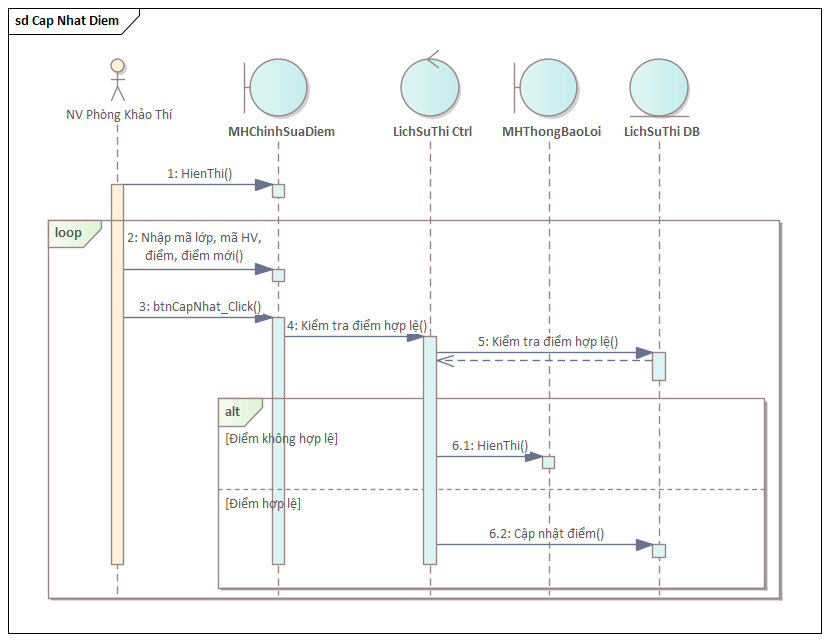 sd Cap Nhat Diem
NV Phòng Khảo Thí
MHChinhSuaDiem
LichSuThi Ctrl
MHThongBaoLoi
LichSuThi DB
1: HienThi()
loop
2: Nhập mã lớp, mã HV,
điểm, điểm mới()
3: btnCapNhat_Click()
4: Kiểm tra điểm hợp lệ()
5: Kiểm tra điểm hợp lệ()
alt
[Điểm không hợp lệ]
6.1: HienThi()
[Điểm hợp lệ]
6.2: Cập nhật điểm()